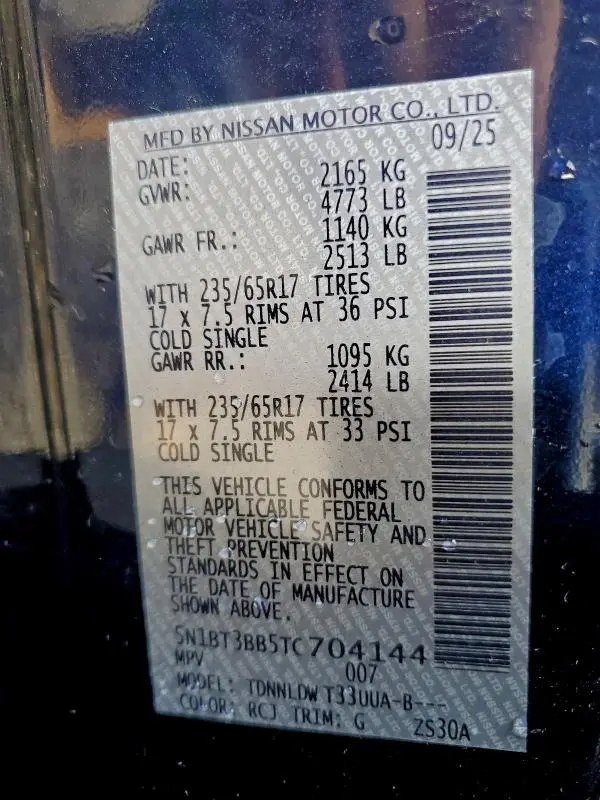 MFD BY NISSAN MOTOR CO., LTD.
DATE: 09/25
GVWR: 2165 KG
4773 LB
GAWR FR.: 1140 KG
2513 LB
WITH 235/65R17 TIRES
17 x 7.5 RIMS AT 36 PSI
COLD SINGLE
GAWR RR.: 1095 KG
2414 LB
WITH 235/65R17 TIRES
17 x 7.5 RIMS AT 33 PSI
COLD SINGLE
THIS VEHICLE CONFORMS TO
ALL APPLICABLE FEDERAL
MOTOR VEHICLE SAFETY AND
THEFT PREVENTION
STANDARDS IN EFFECT ON
THE DATE OF MANUFACTURE
SHOWN ABOVE.
5N1BT3BB5TC704144
MPV 007
MODEL: TDNNLDW T33UUA-B---
COLOR: RCJ TRIM: G ZS30A